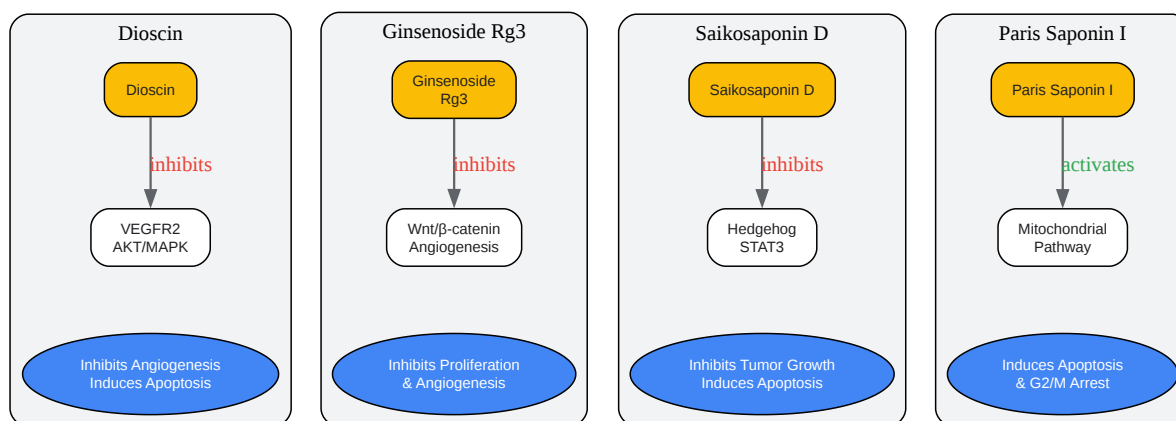 Dioscin
Dioscin
inhibits
VEGFR2
AKT/MAPK
Inhibits Angiogenesis
Induces Apoptosis
Ginsenoside Rg3
Ginsenoside
Rg3
inhibits
Wnt/β-catenin
Angiogenesis
Inhibits Proliferation
& Angiogenesis
Saikosaponin D
Saikosaponin D
inhibits
Hedgehog
STAT3
Inhibits Tumor Growth
Induces Apoptosis
Paris Saponin I
Paris Saponin I
activates
Mitochondrial
Pathway
Induces Apoptosis
& G2/M Arrest